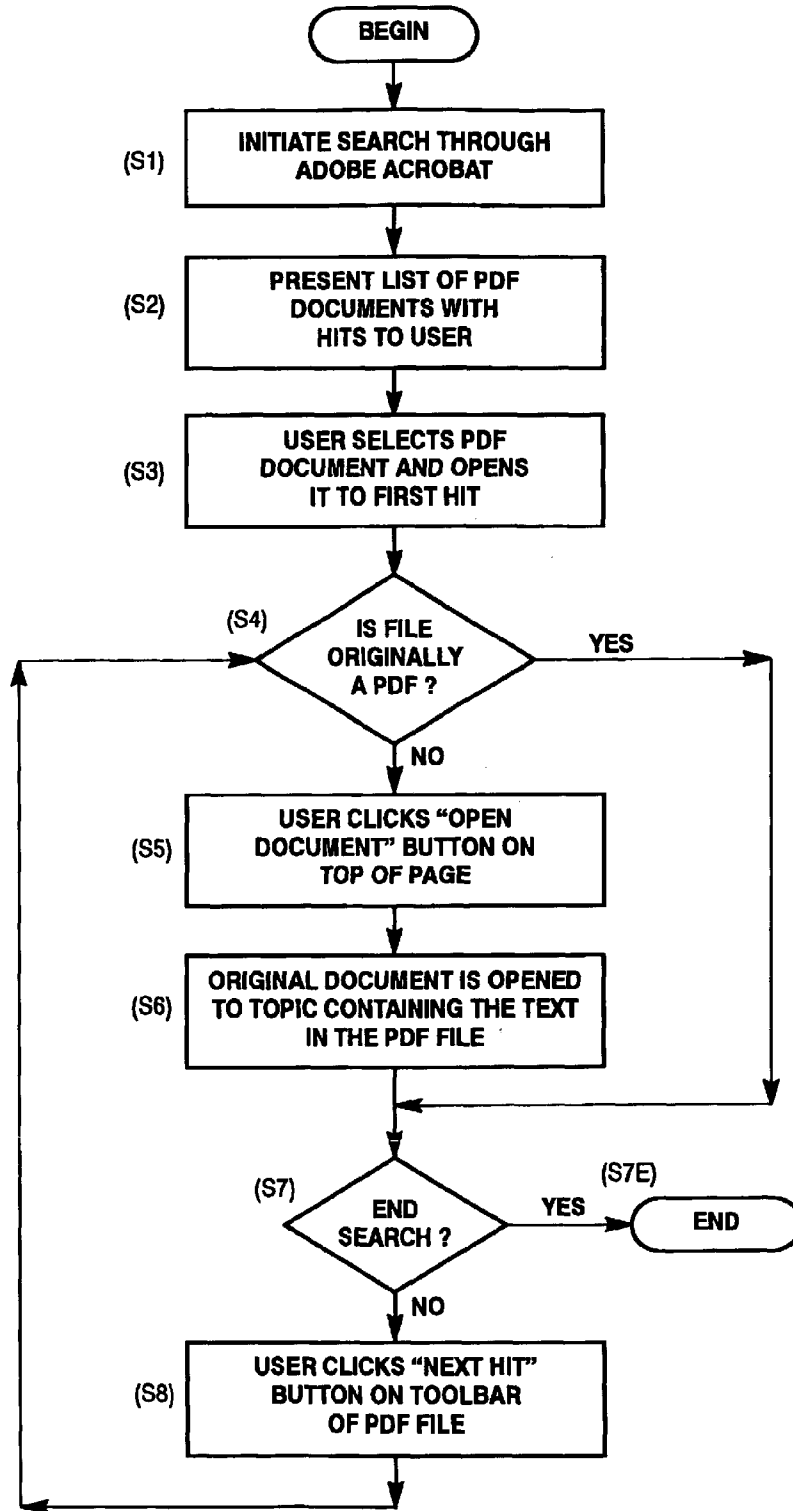 BEGIN
(S1)
INITIATE SEARCH THROUGH
ADOBE ACROBAT
(S2)
PRESENT LIST OF PDF
DOCUMENTS WITH
HITS TO USER
(S3)
USER SELECTS PDF
DOCUMENT AND OPENS
IT TO FIRST HIT
(S4)
IS FILE
ORIGINALLY
A PDF ?
YES
NO
(S5)
USER CLICKS “OPEN
DOCUMENT” BUTTON ON
TOP OF PAGE
(S6)
ORIGINAL DOCUMENT IS OPENED
TO TOPIC CONTAINING THE TEXT
IN THE PDF FILE
(S7)
END
SEARCH ?
YES
(S7E)
END
NO
(S8)
USER CLICKS “NEXT HIT”
BUTTON ON TOOLBAR
OF PDF FILE